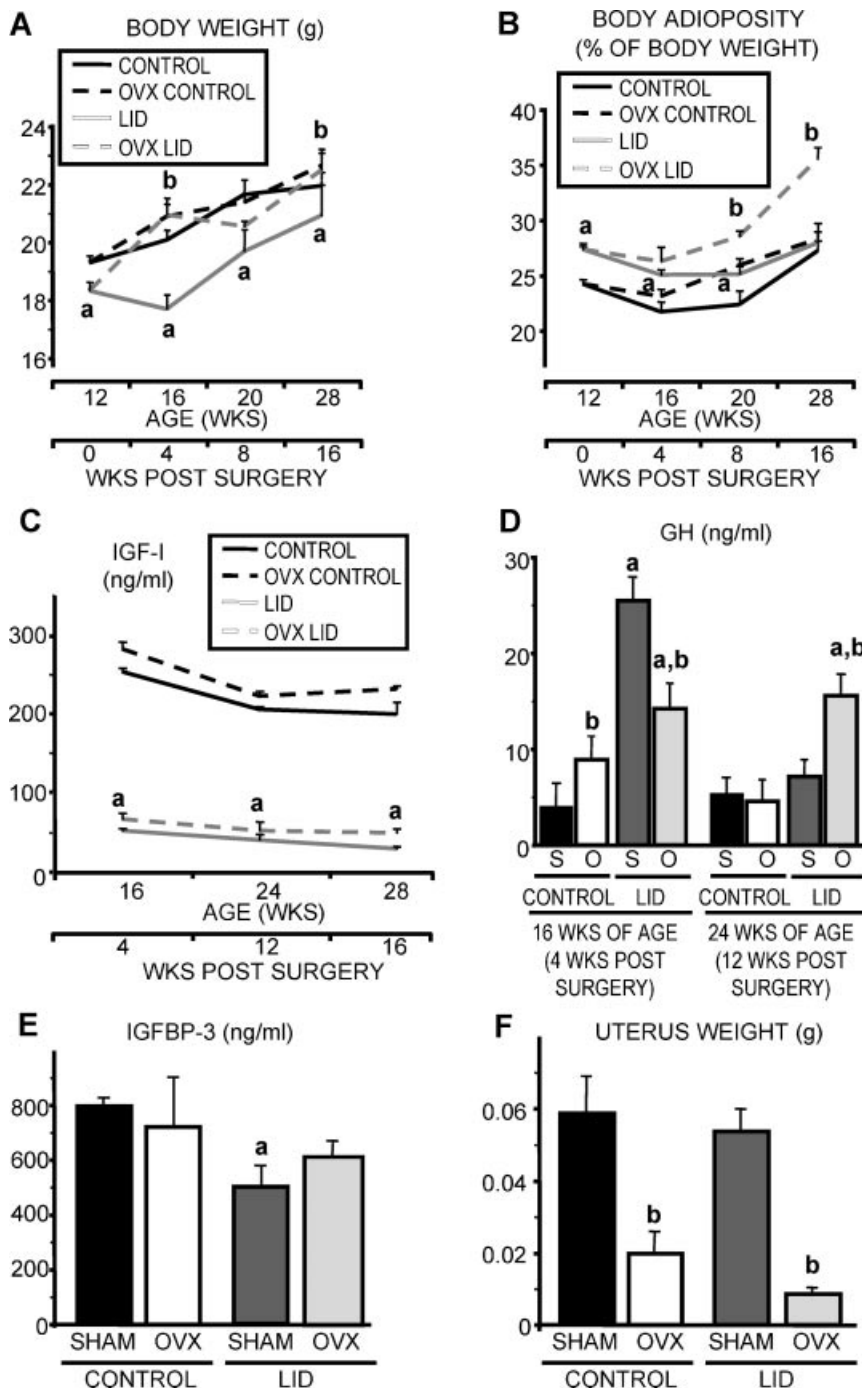 A
BODY WEIGHT (g)
CONTROL
OVX CONTROL
LID
OVX LID
24
22
20
18
16
b
b
a
a
a
a
12 16 20 28
AGE (WKS)
0 4 8 16
WKS POST SURGERY
B
BODY ADIOPOSITY
(% OF BODY WEIGHT)
CONTROL
OVX CONTROL
LID
OVX LID
40
35
30
25
20
b
b
a
a
a
12 16 20 28
AGE (WKS)
0 4 8 16
WKS POST SURGERY
C
IGF-I
(ng/ml)
CONTROL
OVX CONTROL
LID
OVX LID
300
200
100
0
a a a
16 24 28
AGE (WKS)
4 12 16
WKS POST SURGERY
D
GH (ng/ml)
30
20
10
0
a
a,b
b
a,b
S O S O S O S O
CONTROL LID CONTROL LID
16 WKS OF AGE 24 WKS OF AGE
(4 WKS POST (12 WKS POST
SURGERY) SURGERY)
E
IGFBP-3 (ng/ml)
800
600
400
200
0
a
SHAM OVX SHAM OVX
CONTROL LID
F
UTERUS WEIGHT (g)
0.06
0.04
0.02
0
b
b
SHAM OVX SHAM OVX
CONTROL LID